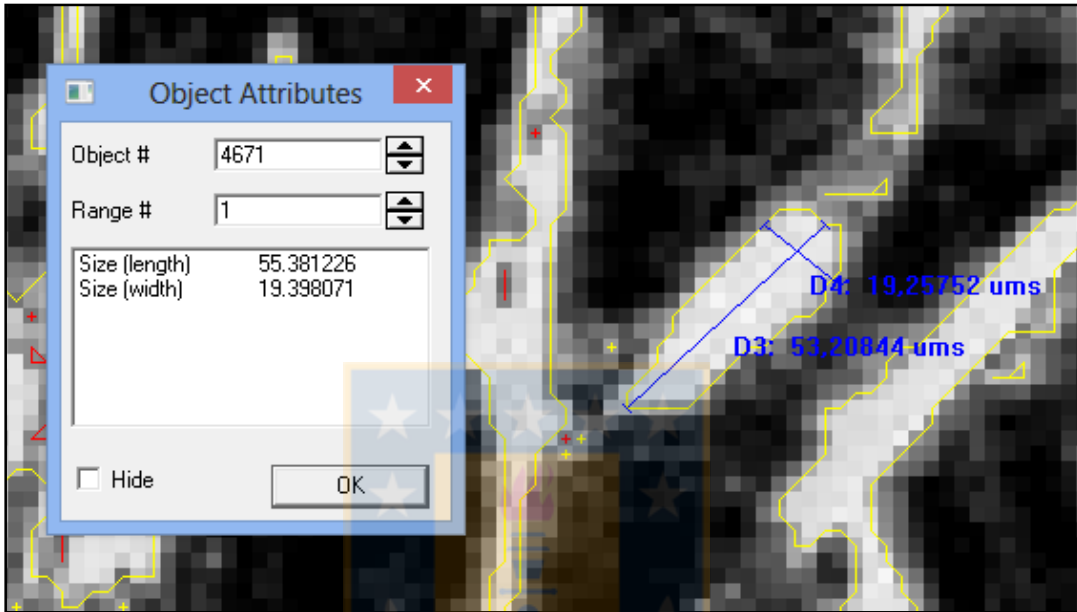 Object Attributes
Object #
4671
Range #
1
Size (length) 55.381226
Size (width) 19.398071
Hide
OK
D4: 19,25752 ums
D3: 53,20844 ums